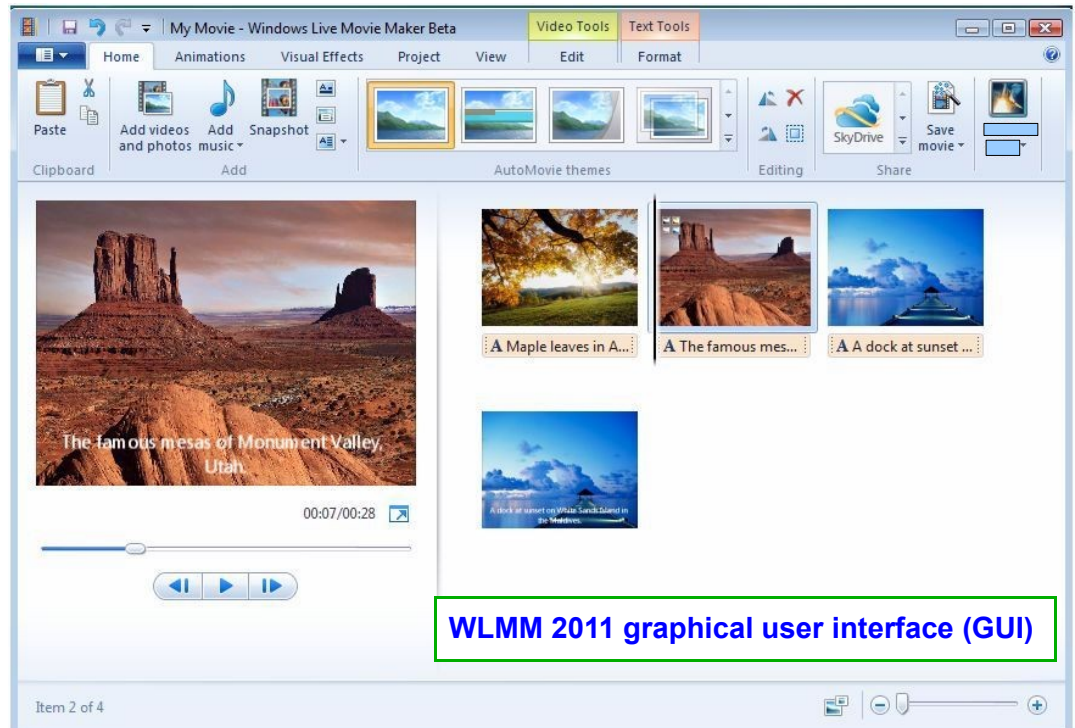 My Movie - Windows Live Movie Maker Beta
Video Tools
Text Tools
Home
Animations
Visual Effects
Project
View
Edit
Format
Paste
Add videos
and photos
Add
music
Snapshot
SkyDrive
Save
movie
Clipboard
Add
AutoMovie themes
Editing
Share
A Maple leaves in A...
A The famous mes...
A A dock at sunset ...
The famous mesas of Monument Valley,
Utah.
A dock at sunset on White Sands Island in
the Maldives.
00:07/00:28
WLMM 2011 graphical user interface (GUI)
Item 2 of 4